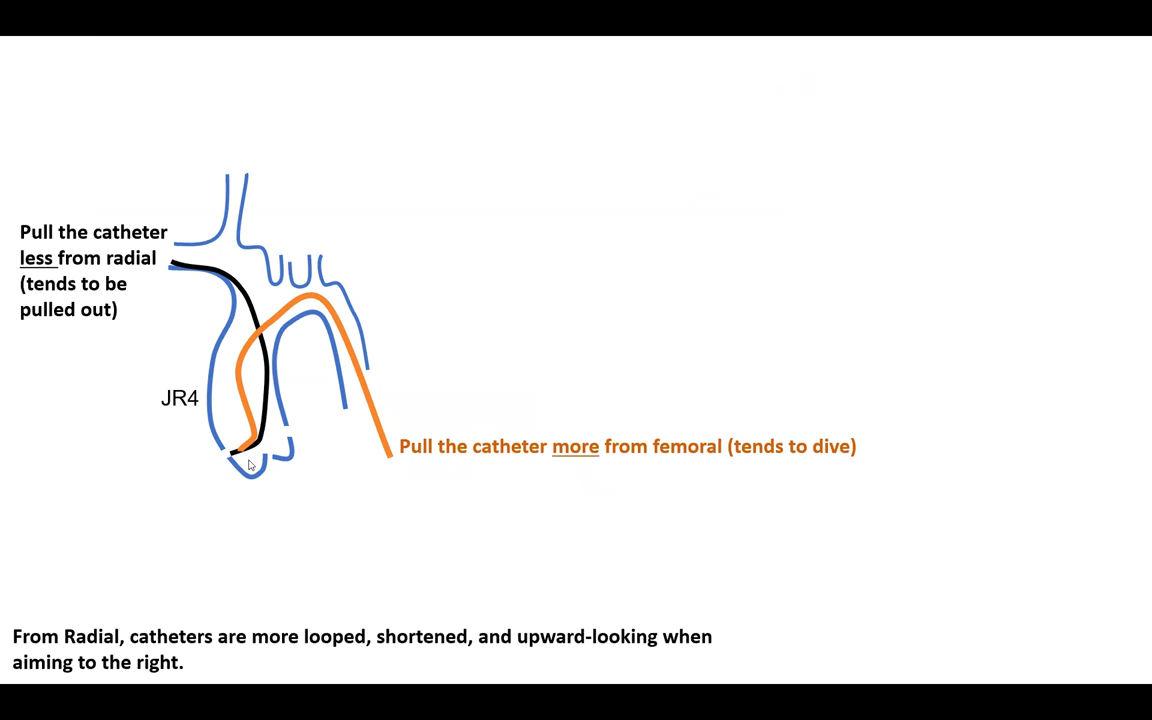 Pull the catheter
less from radial
(tends to be
pulled out)
JR4
Pull the catheter more from femoral (tends to dive)
From Radial, catheters are more looped, shortened, and upward-looking when
aiming to the right.